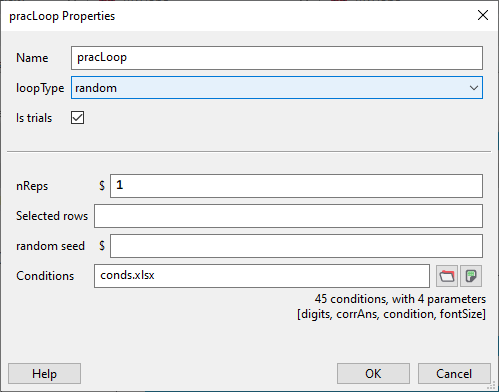 pracLoop Properties
Name pracLoop
loopType random
Is trials
nReps $ 1
Selected rows
random seed $
Conditions conds.xlsx
45 conditions, with 4 parameters
[digits, corrAns, condition, fontSize]
Help OK Cancel